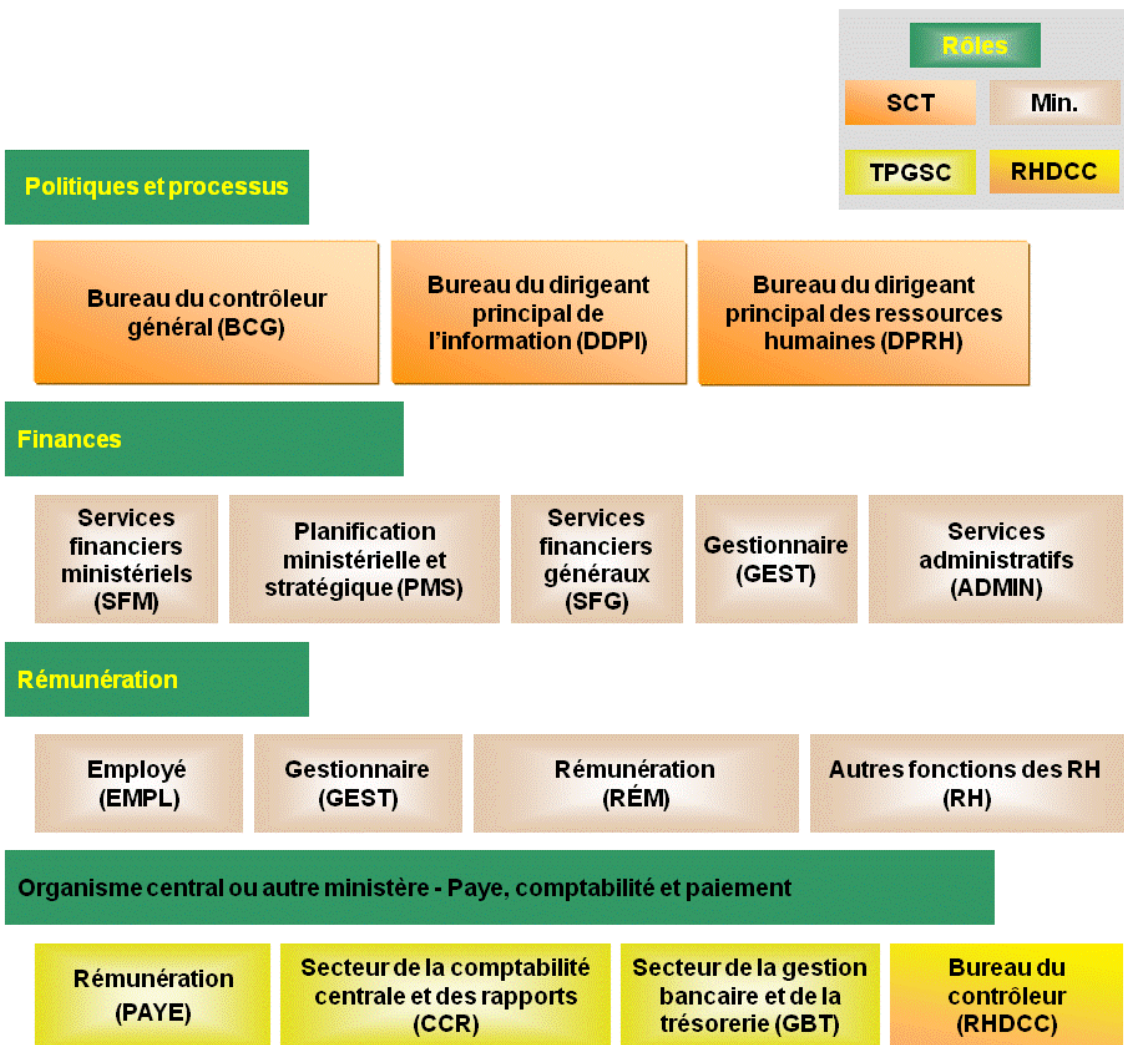 Rôles
SCT
Min.
TPGSC
RHDCC
Politiques et processus
Bureau du contrôleur
général (BCG)
Bureau du dirigeant
principal de
l'information (DDPI)
Bureau du dirigeant
principal des ressources
humaines (DPRH)
Finances
Services
financiers
ministériels
(SFM)
Planification
ministérielle et
stratégique (PMS)
Services
financiers
généraux
(SFG)
Gestionnaire
(GEST)
Services
administratifs
(ADMIN)
Rémunération
Employé
(EMPL)
Gestionnaire
(GEST)
Rémunération
(RÉM)
Autres fonctions des RH
(RH)
Organisme central ou autre ministère - Paye, comptabilité et paiement
Rémunération
(PAYE)
Secteur de la comptabilité
centrale et des rapports
(CCR)
Secteur de la gestion
bancaire et de la
trésorerie (GBT)
Bureau du
contrôleur
(RHDCC)